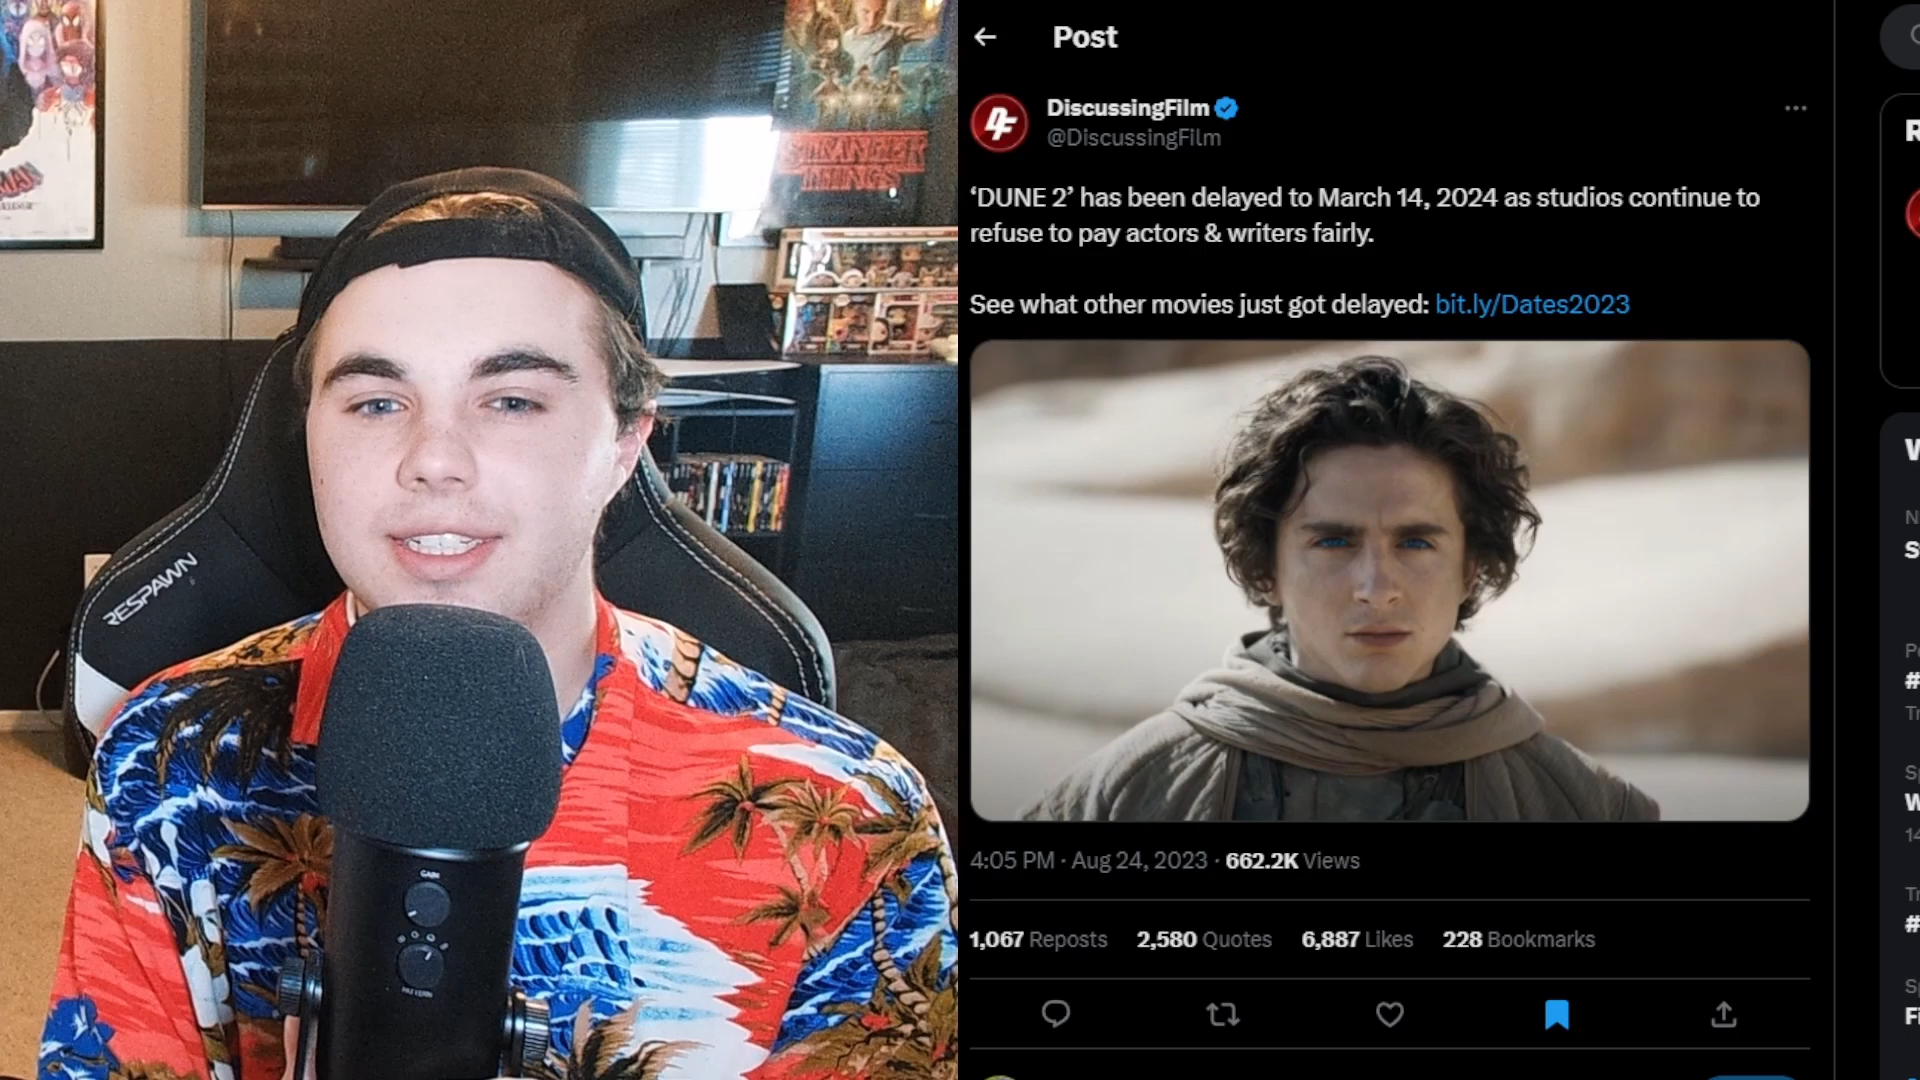 STRANGER
THINGS
RESPAWN
GAIN
PATTERN
Post
DiscussingFilm
@DiscussingFilm
‘DUNE 2’ has been delayed to March 14, 2024 as studios continue to
refuse to pay actors & writers fairly.
See what other movies just got delayed: bit.ly/Dates2023
4:05 PM · Aug 24, 2023 · 662.2K Views
1,067 Reposts 2,580 Quotes 6,887 Likes 228 Bookmarks